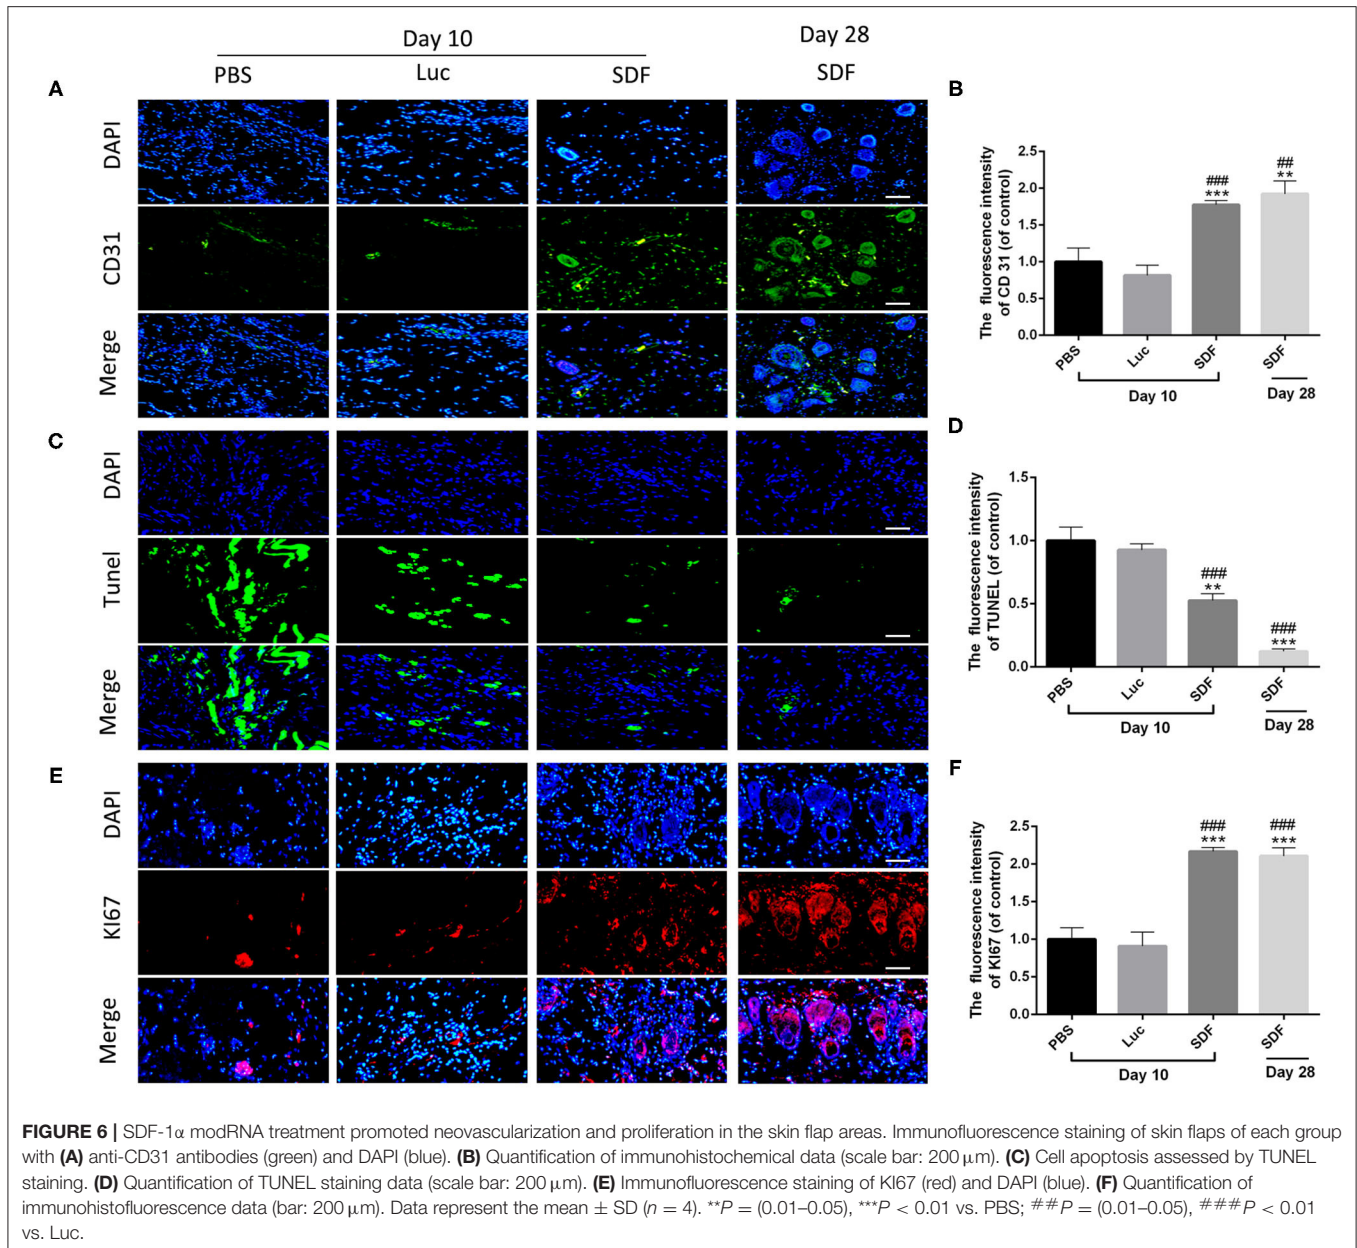 Day 10
Day 28
PBS
Luc
SDF
SDF
A
DAPI
CD31
Merge
B
The fluorescence intensity
of CD 31 (of control)
2.5
2.0
1.5
1.0
0.5
0.0
###
***
##
**
PBS
Luc
SDF
SDF
Day 10
Day 28
C
DAPI
Tunel
Merge
D
The fluorescence intensity
of TUNEL (of control)
1.5
1.0
0.5
0.0
###
**
###
***
PBS
Luc
SDF
SDF
Day 10
Day 28
E
DAPI
KI67
Merge
F
The fluorescence intensity
of KI67 (of control)
2.5
2.0
1.5
1.0
0.5
0.0
###
***
###
***
PBS
Luc
SDF
SDF
Day 10
Day 28
FIGURE 6 | SDF-1α modRNA treatment promoted neovascularization and proliferation in the skin flap areas. Immunofluorescence staining of skin flaps of each group
with (A) anti-CD31 antibodies (green) and DAPI (blue). (B) Quantification of immunohistochemical data (scale bar: 200 μm). (C) Cell apoptosis assessed by TUNEL
staining. (D) Quantification of TUNEL staining data (scale bar: 200 μm). (E) Immunofluorescence staining of KI67 (red) and DAPI (blue). (F) Quantification of
immunohistofluorescence data (bar: 200 μm). Data represent the mean ± SD (n = 4). **P = (0.01–0.05), ***P < 0.01 vs. PBS; ##P = (0.01–0.05), ###P < 0.01
vs. Luc.